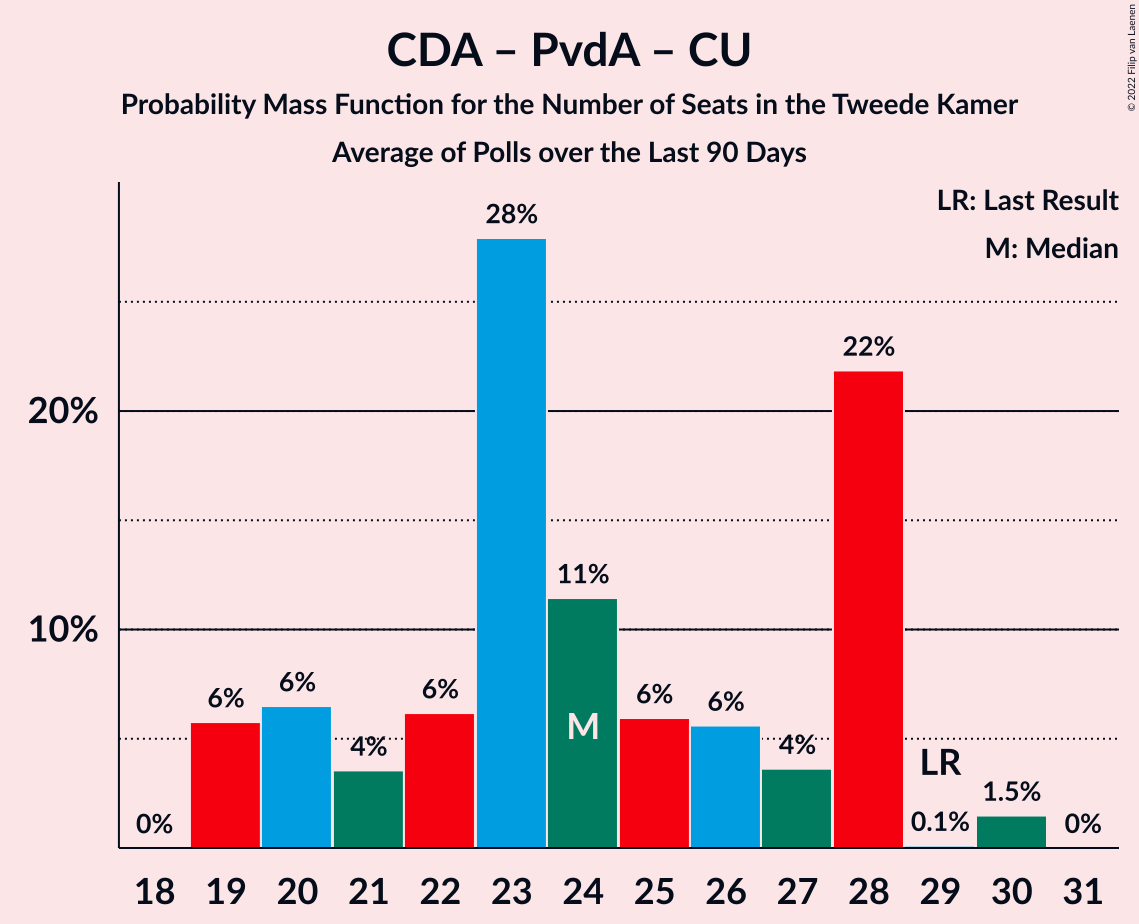 CDA – PvdA – CU
Probability Mass Function for the Number of Seats in the Tweede Kamer
Average of Polls over the Last 90 Days
© 2022 Filip van Laenen
LR: Last Result
M: Median
28%
22%
20%
11%
10%
6%
6%
4%
6%
M
6%
6%
4%
LR
0%
0.1%
1.5%
0%
18 19 20 21 22 23 24 25 26 27 28 29 30 31